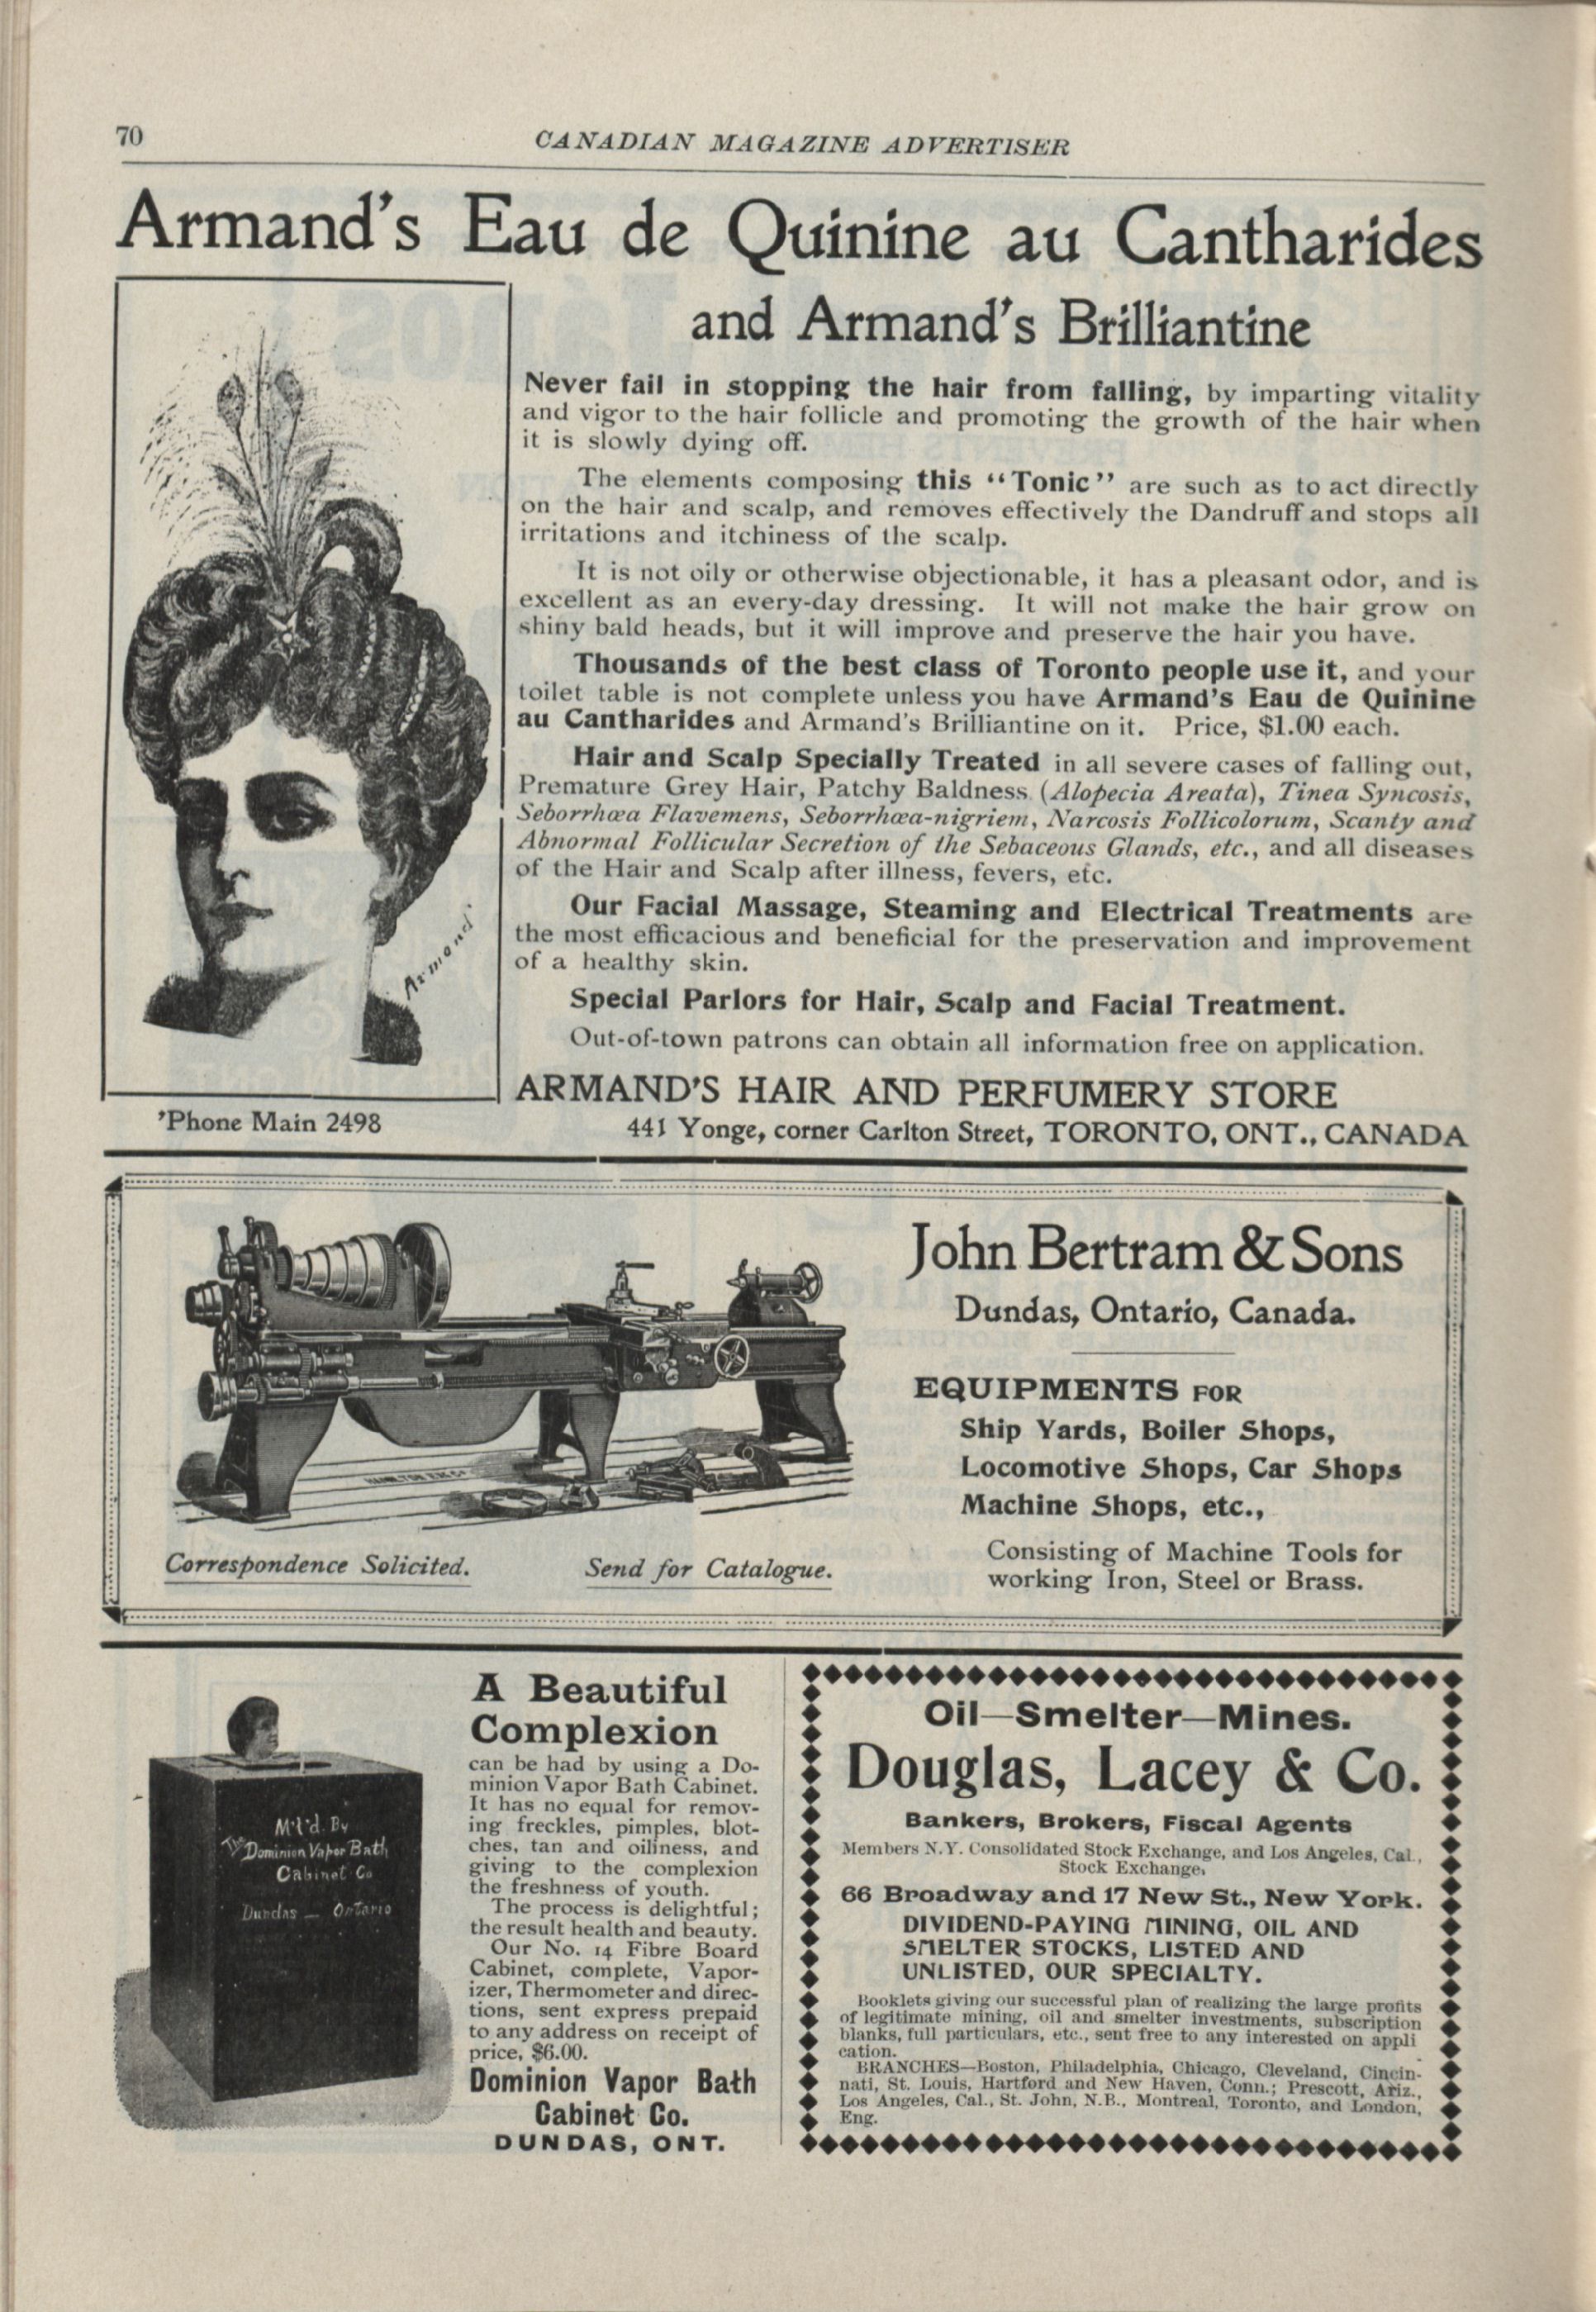 70
CANADIAN MAGAZINE ADVERTISER
Armand's Eau de Quinine au Cantharides
and Armand's Brilliantine
Never fail in stopping the hair from falling, by imparting vitality
and vigor to the hair follicle and promoting the growth of the hair when
it is slowly dying off.
The elements composing this "Tonic" are such as to act directly
on the hair and scalp, and removes effectively the Dandruff and stops all
irritations and itchiness of the scalp.
It is not oily or otherwise objectionable, it has a pleasant odor, and is
excellent as an every-day dressing. It will not make the hair grow on
shiny bald heads, but it will improve and preserve the hair you have.
Thousands of the best class of Toronto people use it, and your
toilet table is not complete unless you have Armand's Eau de Quinine
au Cantharides and Armand's Brilliantine on it. Price, $1.00 each.
Hair and Scalp Specially Treated in all severe cases of falling out,
Premature Grey Hair, Patchy Baldness (Alopecia Areata), Tinea Syncosis,
Seborrhœa Flavemens, Seborrhœa-nigriem, Narcosis Follicolorum, Scanty and
Abnormal Follicular Secretion of the Sebaceous Glands, etc., and all diseases
of the Hair and Scalp after illness, fevers, etc.
Our Facial Massage, Steaming and Electrical Treatments are
the most efficacious and beneficial for the preservation and improvement
of a healthy skin.
Special Parlors for Hair, Scalp and Facial Treatment.
Out-of-town patrons can obtain all information free on application.
Armand
ARMAND'S HAIR AND PERFUMERY STORE
'Phone Main 2498
441 Yonge, corner Carlton Street, TORONTO, ONT., CANADA
John Bertram & Sons
Dundas, Ontario, Canada.
EQUIPMENTS FOR
Ship Yards, Boiler Shops,
Locomotive Shops, Car Shops
Machine Shops, etc.,
Consisting of Machine Tools for
working Iron, Steel or Brass.
HAMILTON ENG Co
Correspondence Solicited.
Send for Catalogue.
M'f'd. By
The Dominion Vapor Bath
Cabinet Co
Dundas — Ontario
A Beautiful
Complexion
can be had by using a Do-
minion Vapor Bath Cabinet.
It has no equal for remov-
ing freckles, pimples, blot-
ches, tan and oiliness, and
giving to the complexion
the freshness of youth.
The process is delightful;
the result health and beauty.
Our No. 14 Fibre Board
Cabinet, complete, Vapor-
izer, Thermometer and direc-
tions, sent express prepaid
to any address on receipt of
price, $6.00.
Dominion Vapor Bath
Cabinet Co.
DUNDAS, ONT.
Oil—Smelter—Mines.
Douglas, Lacey & Co.
Bankers, Brokers, Fiscal Agents
Members N.Y. Consolidated Stock Exchange, and Los Angeles, Cal.,
Stock Exchange.
66 Broadway and 17 New St., New York.
DIVIDEND-PAYING MINING, OIL AND
SMELTER STOCKS, LISTED AND
UNLISTED, OUR SPECIALTY.
Booklets giving our successful plan of realizing the large profits
of legitimate mining, oil and smelter investments, subscription
blanks, full particulars, etc., sent free to any interested on appli
cation.
BRANCHES—Boston, Philadelphia, Chicago, Cleveland, Cincin-
nati, St. Louis, Hartford and New Haven, Conn.; Prescott, Ariz.,
Los Angeles, Cal., St. John, N.B., Montreal, Toronto, and London,
Eng.